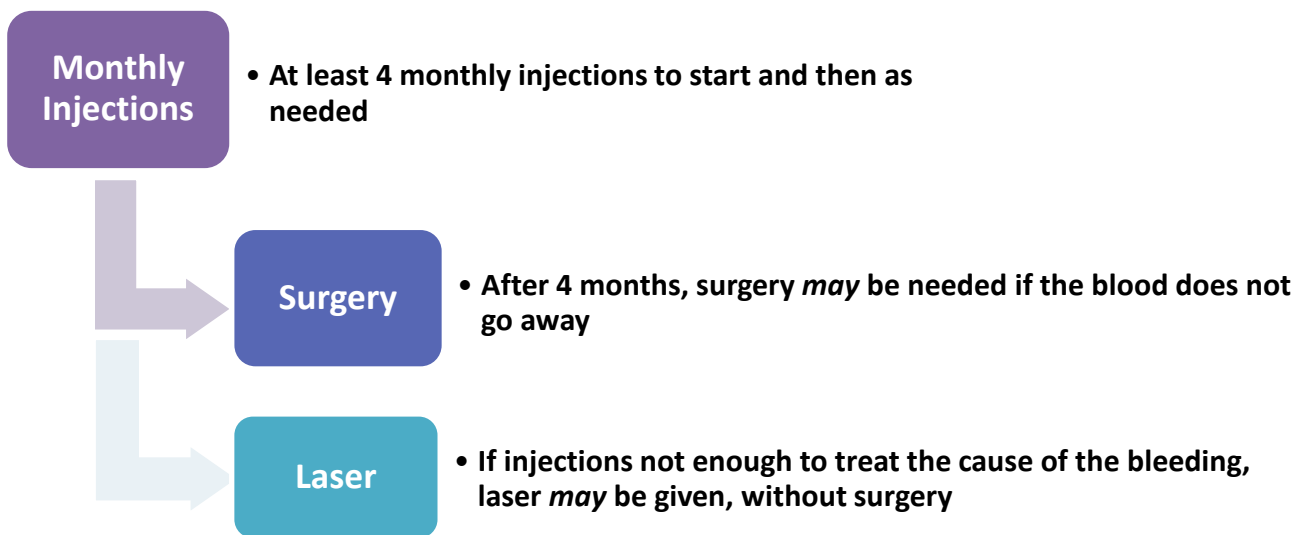 Monthly
Injections
• At least 4 monthly injections to start and then as
needed
Surgery
• After 4 months, surgery may be needed if the blood does not
go away
Laser
• If injections not enough to treat the cause of the bleeding,
laser may be given, without surgery